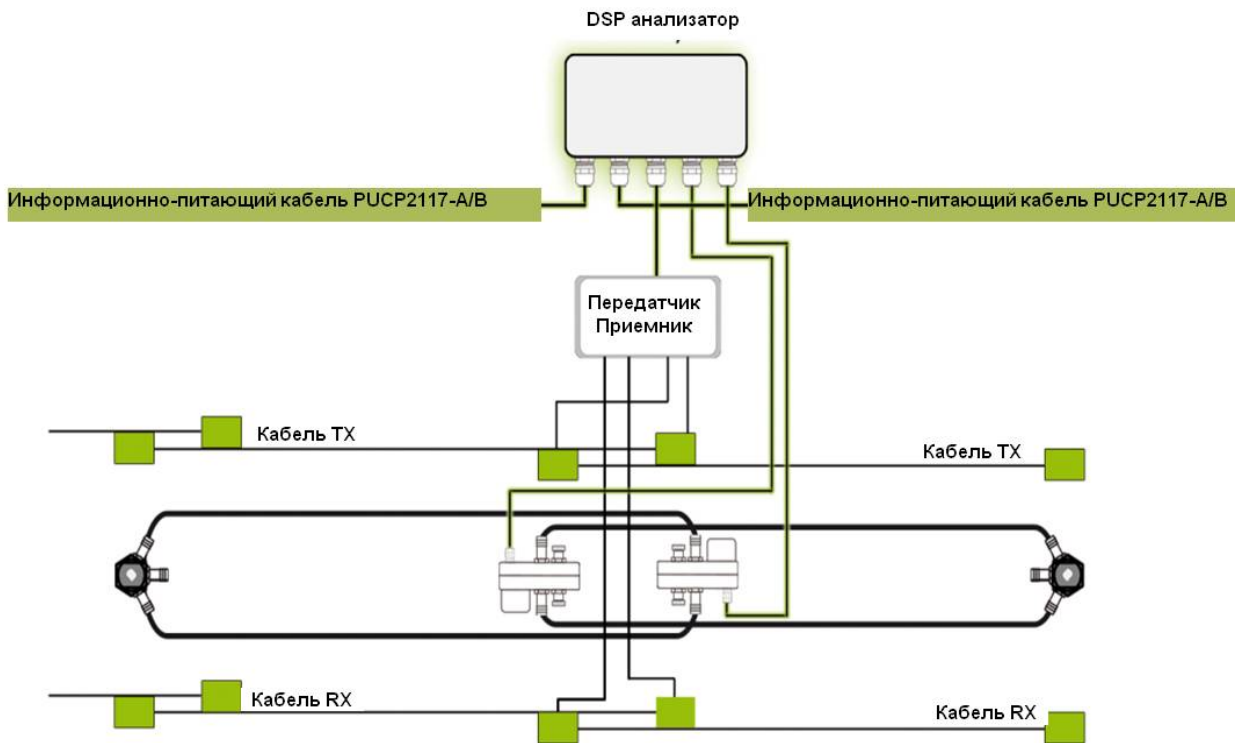 DSP анализатор
Информационно-питающий кабель PUCP2117-A/B
Информационно-питающий кабель PUCP2117-A/B
Передатчик
Приемник
Кабель TX
Кабель TX
Кабель RX
Кабель RX